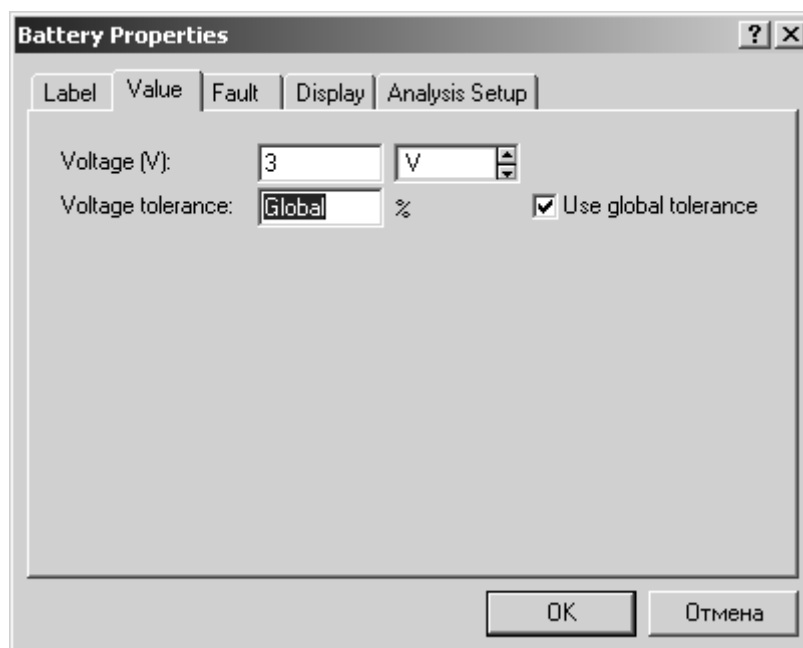 Battery Properties
Label Value Fault Display Analysis Setup
Voltage (V): 3 V
Voltage tolerance: Global % Use global tolerance
OK Отмена